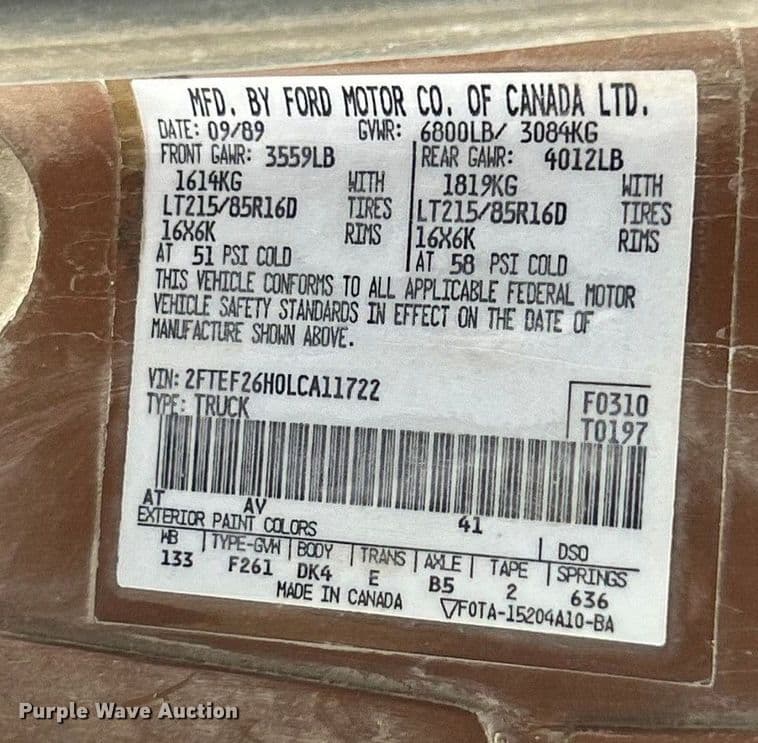 MFD. BY FORD MOTOR CO. OF CANADA LTD.
DATE: 09/89 GVWR: 6800LB/ 3084KG
FRONT GAWR: 3559LB REAR GAWR: 4012LB
1614KG WITH 1819KG WITH
LT215/85R16D TIRES LT215/85R16D TIRES
16X6K RIMS 16X6K RIMS
AT 51 PSI COLD AT 58 PSI COLD
THIS VEHICLE CONFORMS TO ALL APPLICABLE FEDERAL MOTOR
VEHICLE SAFETY STANDARDS IN EFFECT ON THE DATE OF
MANUFACTURE SHOWN ABOVE.
VIN: 2FTEF26H0LCA11722 F0310
TYPE: TRUCK T0197
AT AV 41
EXTERIOR PAINT COLORS DSO
WB TYPE-GVW BODY TRANS AXLE TAPE SPRINGS
133 F261 DK4 E B5 2 636
MADE IN CANADA ▽F0TA-15204A10-BA
Purple Wave Auction